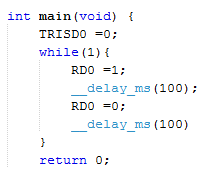 int main(void) {
TRISD0 =0;
while(1){
RD0 =1;
__delay_ms(100);
RD0 =0;
__delay_ms(100)
}
return 0;